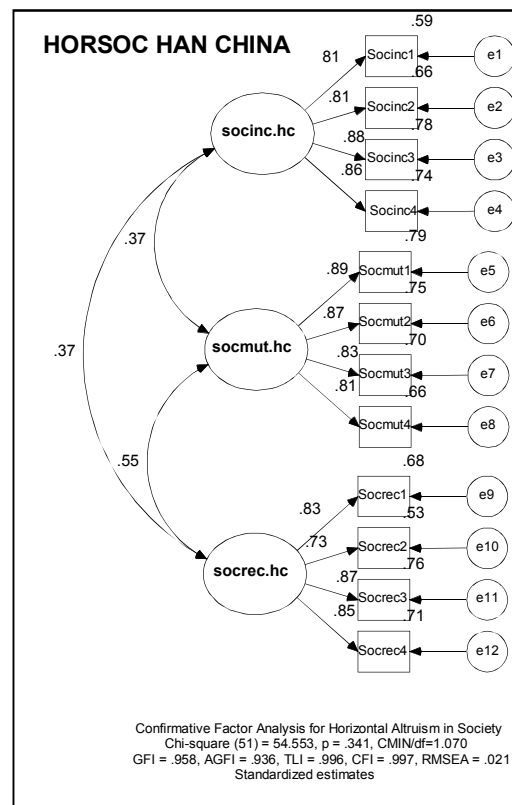 HORSOC HAN CHINA
.59
81
Socinc1
e1
.66
.81
Socinc2
e2
.78
socinc.hc
.88
Socinc3
e3
.86
.74
Socinc4
e4
.37
.79
.89
Socmut1
e5
.75
.87
Socmut2
e6
.70
socmut.hc
.37
.83
Socmut3
e7
.81
.66
Socmut4
e8
.55
.68
.83
Socrec1
e9
.53
.73
Socrec2
e10
.76
socrec.hc
.87
Socrec3
e11
.85
.71
Socrec4
e12
Confirmative Factor Analysis for Horizontal Altruism in Society
Chi-square (51) = 54.553, p = .341, CMIN/df=1.070
GFI = .958, AGFI = .936, TLI = .996, CFI = .997, RMSEA = .021
Standardized estimates